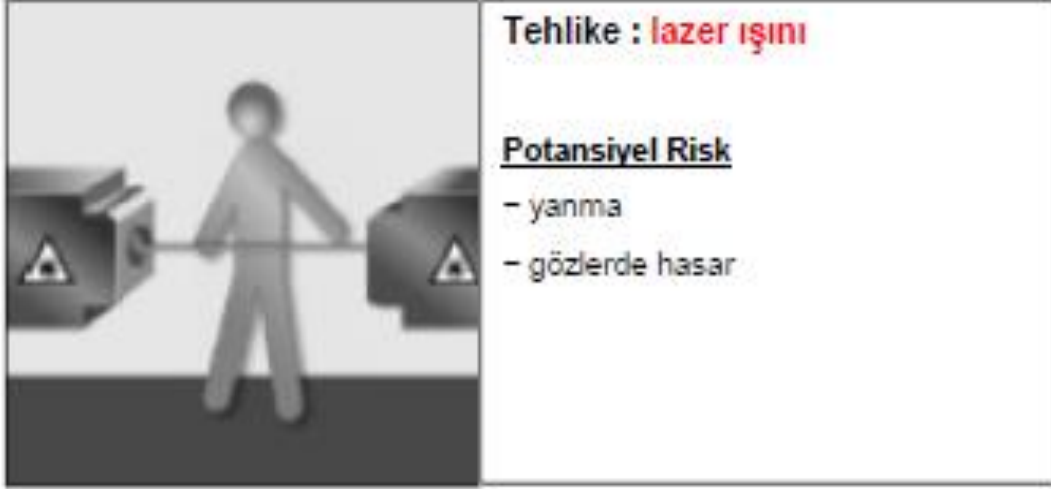 Tehlike : lazer ışını
Potansiyel Risk
- yanma
- gözlerde hasar